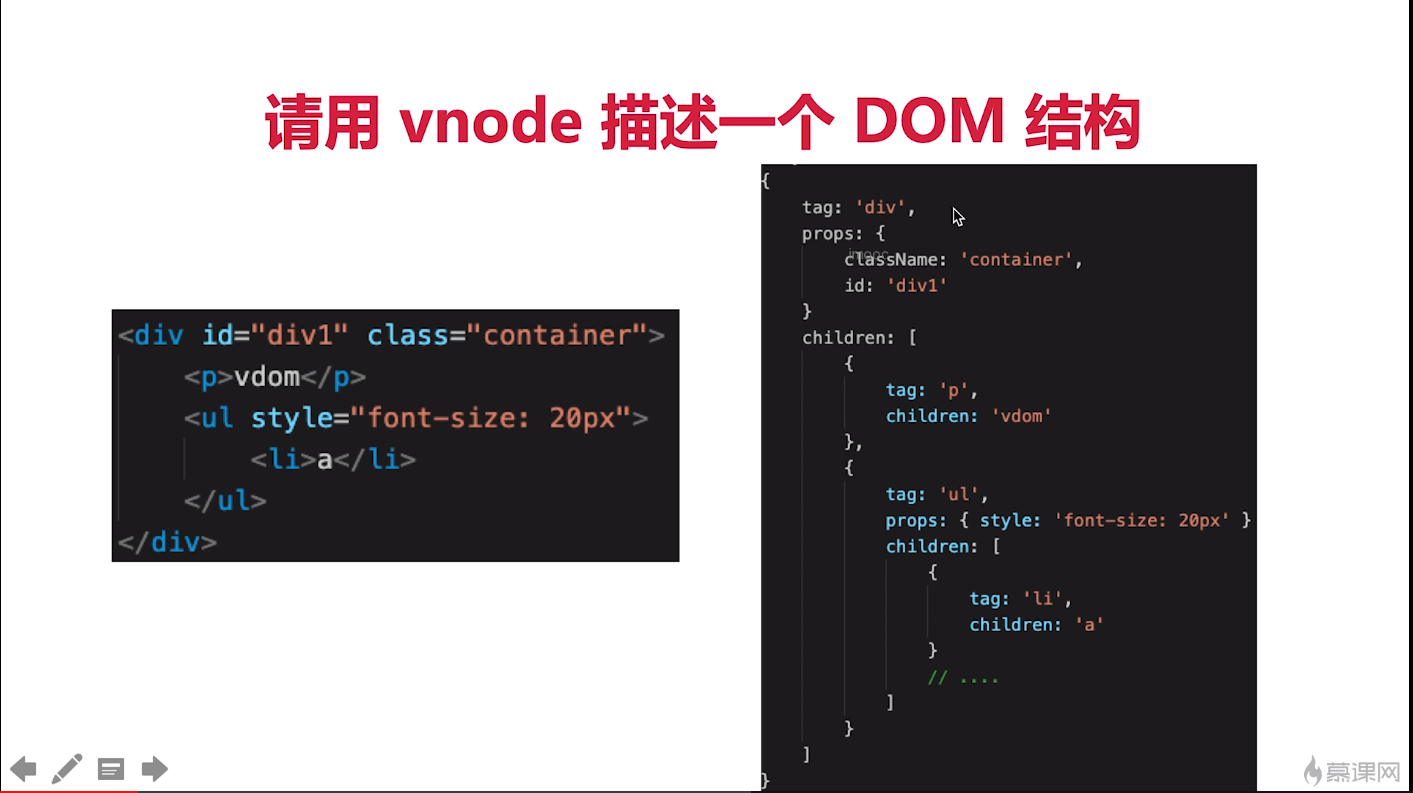 请用 vnode 描述一个 DOM 结构
<div id="div1" class="container">
    <p>vdom</p>
    <ul style="font-size: 20px">
        <li>a</li>
    </ul>
</div>
{
    tag: 'div',
    props: {
        className: 'container',
        id: 'div1'
    }
    children: [
        {
            tag: 'p',
            children: 'vdom'
        },
        {
            tag: 'ul',
            props: { style: 'font-size: 20px' }
            children: [
                {
                    tag: 'li',
                    children: 'a'
                }
                // ....
            ]
        }
    ]
}
imooc
慕课网